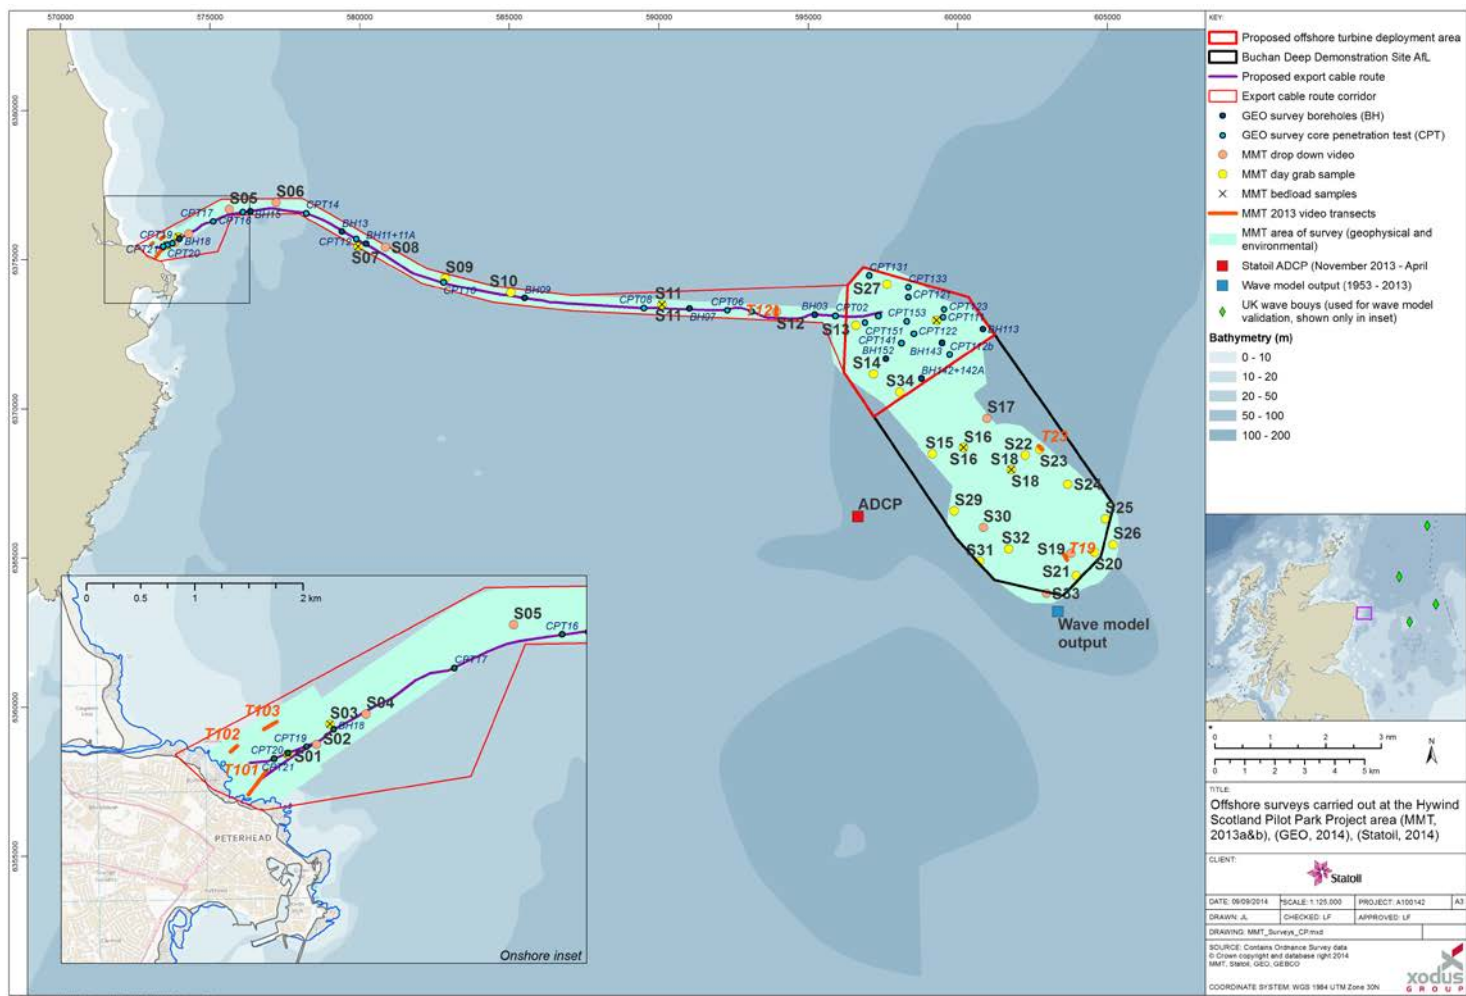 570000 575000 580000 585000 590000 595000 600000 605000
6380000
6375000
6370000
6365000
6360000
6355000
S05
S06
CPT17
CPT16
BH15
CPT14
CPT19
CPT21
BH18
CPT20
BH13
CPT12
BH11+11A
S07
S08
S09
CPT10
S10
BH09
CPT08
S11
S11
BH07
CPT06
T120
S12
BH03
CPT02
S13
CPT131
S27
CPT133
CPT121
CPT123
CPT111
CPT153
CPT151
CPT122
BH113
CPT141
BH143
CPT112b
BH152
S14
BH142+142A
S34
S17
S15
S16
S16
S22
T23
S23
S18
S18
S24
S29
S25
S30
S26
ADCP
S32
S31
S19
T19
S20
S21
S33
Wave model
output
0 0.5 1 2 km
S05
CPT16
CPT17
S04
S03
BH18
T103
T102
CPT19
S02
CPT20
S01
T101
CPT21
PETERHEAD
Onshore inset
KEY:
Proposed offshore turbine deployment area
Buchan Deep Demonstration Site AfL
Proposed export cable route
Export cable route corridor
GEO survey boreholes (BH)
GEO survey core penetration test (CPT)
MMT drop down video
MMT day grab sample
MMT bedload samples
MMT 2013 video transects
MMT area of survey (geophysical and
environmental)
Statoil ADCP (November 2013 - April
Wave model output (1953 - 2013)
UK wave bouys (used for wave model
validation, shown only in inset)
Bathymetry (m)
0 - 10
10 - 20
20 - 50
50 - 100
100 - 200
0 1 2 3 nm
0 1 2 3 4 5 km
N
TITLE:
Offshore surveys carried out at the Hywind
Scotland Pilot Park Project area (MMT,
2013a&b), (GEO, 2014), (Statoil, 2014)
CLIENT:
Statoil
DATE: 09/09/2014 *SCALE: 1:125,000 PROJECT: A100142 A3
DRAWN: JL CHECKED: LF APPROVED: LF
DRAWING: MMT_Surveys_CP.mxd
SOURCE: Contains Ordnance Survey data
© Crown copyright and database right 2014
MMT, Statoil, GEO, GEBCO
COORDINATE SYSTEM: WGS 1984 UTM Zone 30N
xodus
GROUP